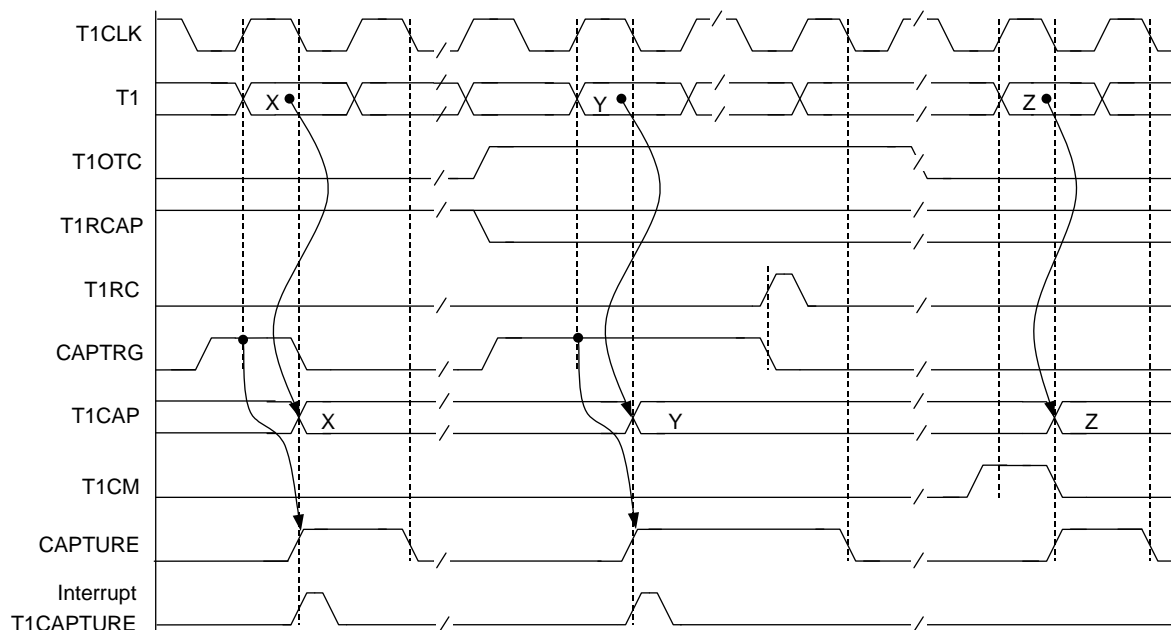 T1CLK
T1
X
Y
Z
T1OTC
T1RCAP
T1RC
CAPTRG
T1CAP
X
Y
Z
T1CM
CAPTURE
Interrupt
T1CAPTURE